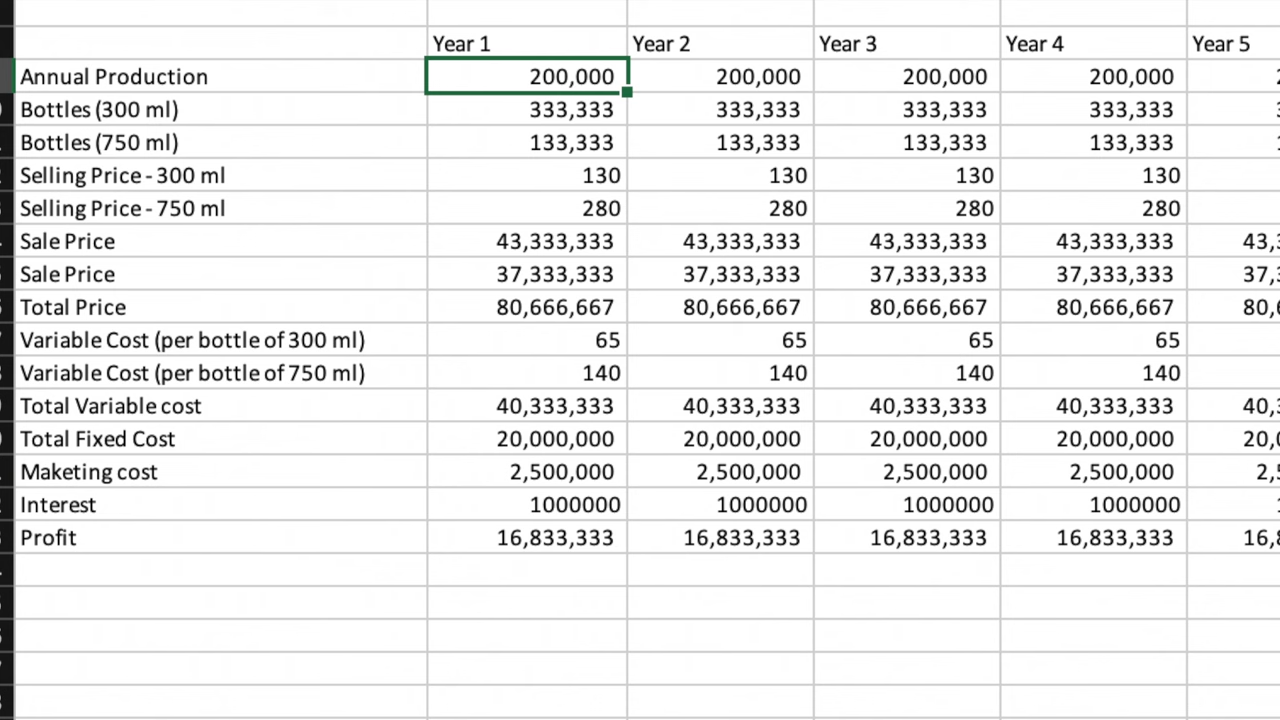 Year 1 Year 2 Year 3 Year 4 Year 5
Annual Production 200,000 200,000 200,000 200,000
Bottles (300 ml) 333,333 333,333 333,333 333,333
Bottles (750 ml) 133,333 133,333 133,333 133,333
Selling Price - 300 ml 130 130 130 130
Selling Price - 750 ml 280 280 280 280
Sale Price 43,333,333 43,333,333 43,333,333 43,333,333
Sale Price 37,333,333 37,333,333 37,333,333 37,333,333
Total Price 80,666,667 80,666,667 80,666,667 80,666,667
Variable Cost (per bottle of 300 ml) 65 65 65 65
Variable Cost (per bottle of 750 ml) 140 140 140 140
Total Variable cost 40,333,333 40,333,333 40,333,333 40,333,333
Total Fixed Cost 20,000,000 20,000,000 20,000,000 20,000,000
Maketing cost 2,500,000 2,500,000 2,500,000 2,500,000
Interest 1000000 1000000 1000000 1000000
Profit 16,833,333 16,833,333 16,833,333 16,833,333